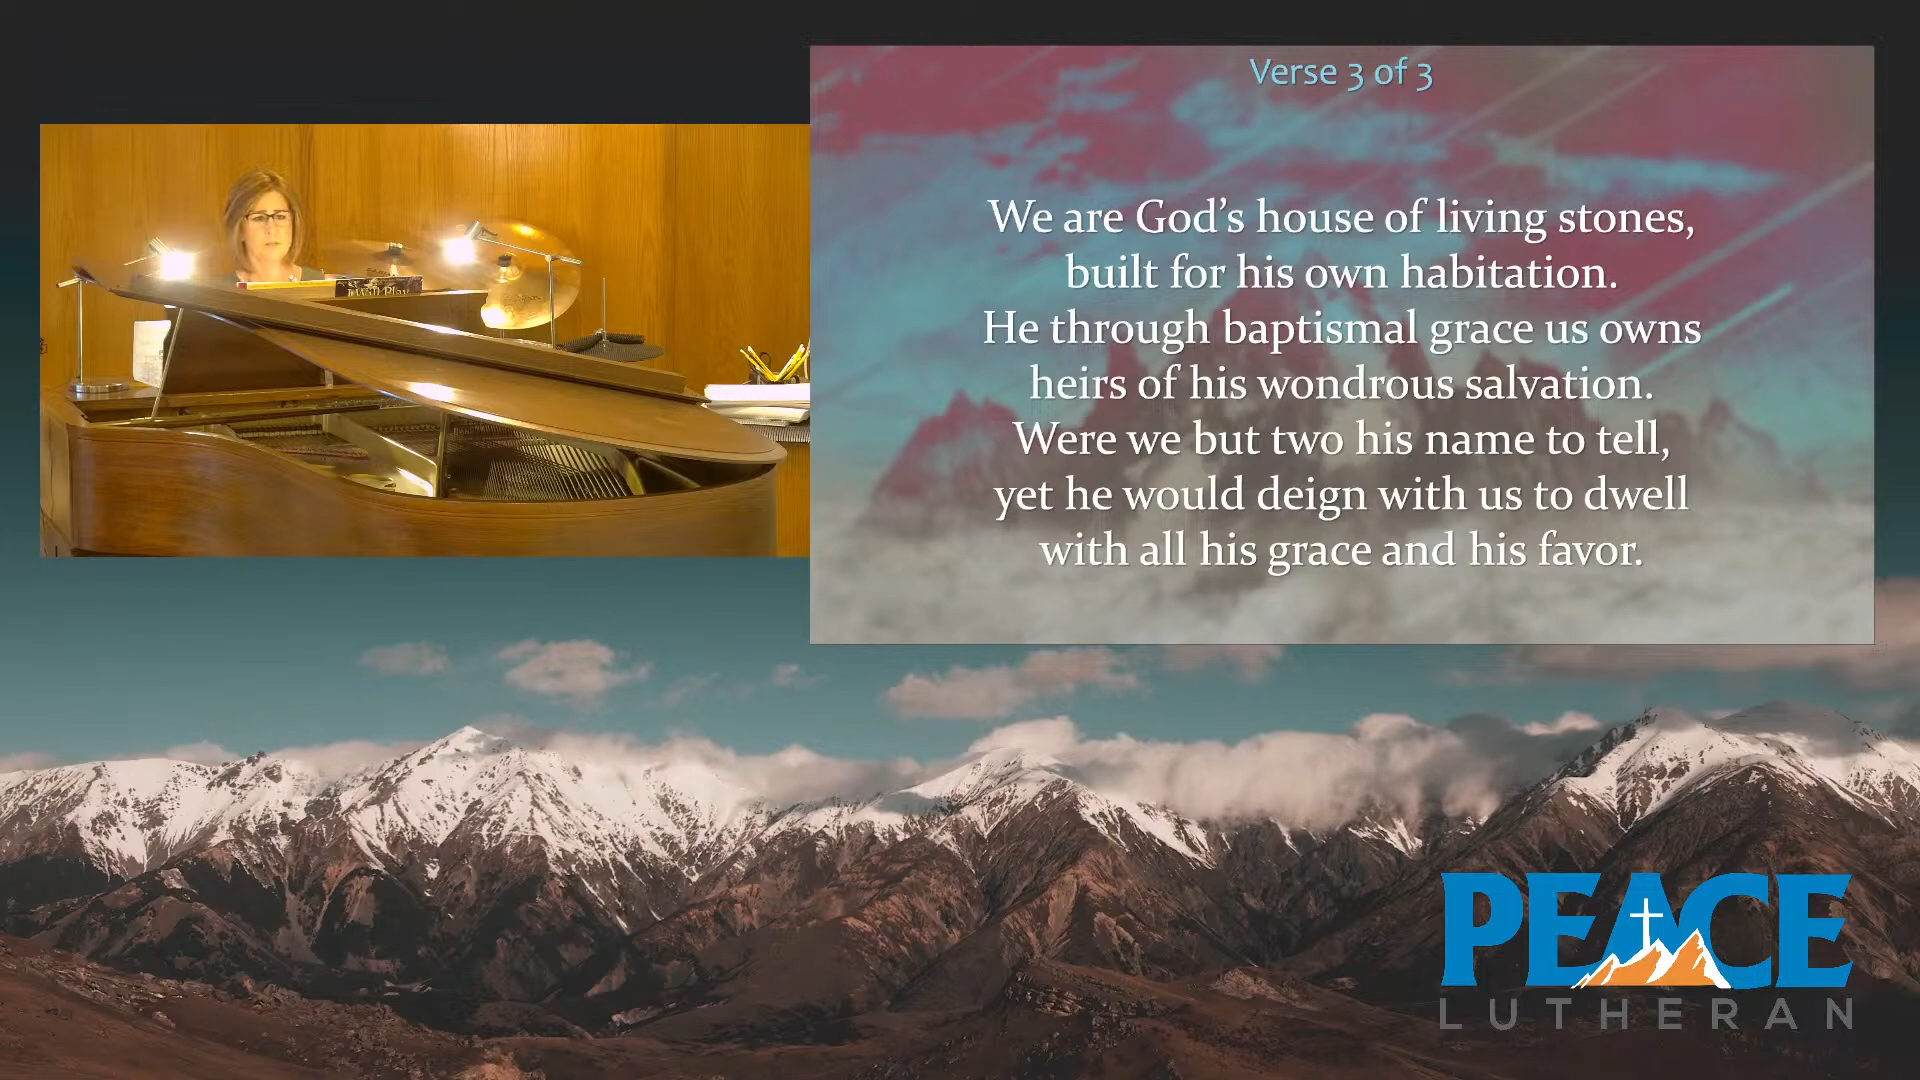 Verse 3 of 3
We are God's house of living stones,
built for his own habitation.
He through baptismal grace us owns
heirs of his wondrous salvation.
Were we but two his name to tell,
yet he would deign with us to dwell
with all his grace and his favor.
PEACE
LUTHERAN